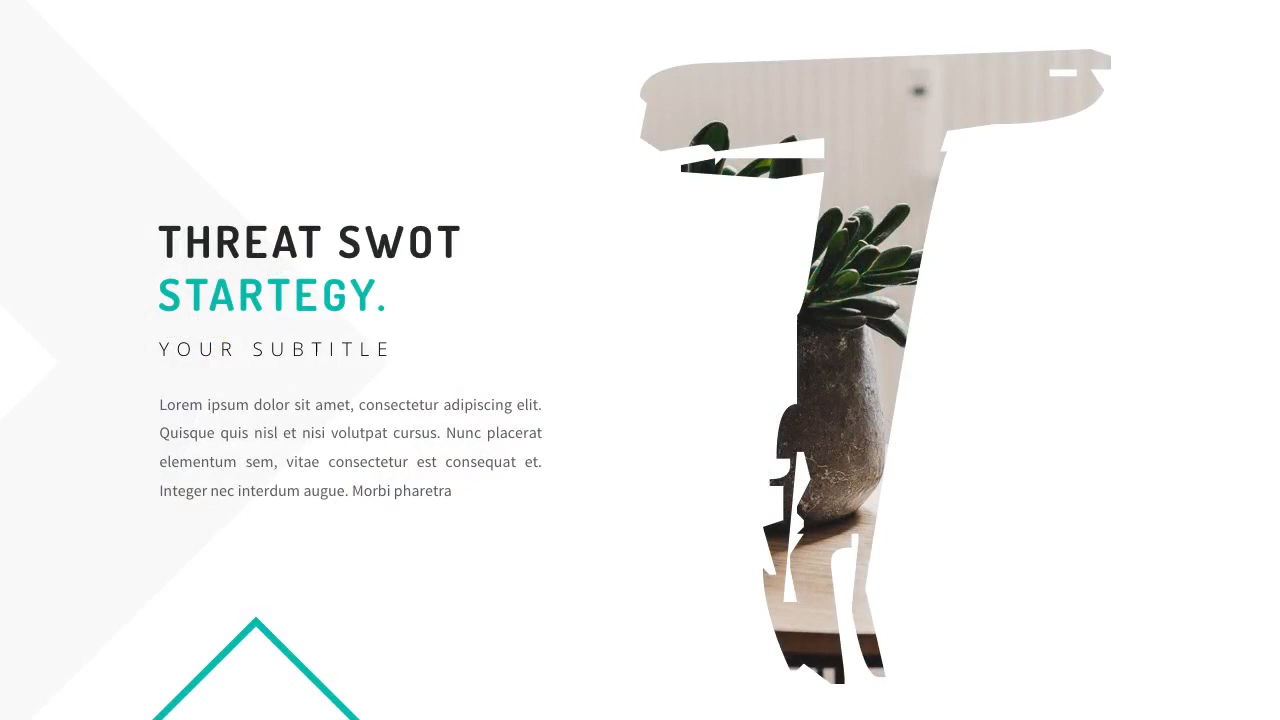 THREAT SWOT
STARTEGY.
YOUR SUBTITLE
Lorem ipsum dolor sit amet, consectetur adipiscing elit.
Quisque quis nisl et nisi volutpat cursus. Nunc placerat
elementum sem, vitae consectetur est consequat et.
Integer nec interdum augue. Morbi pharetra
T